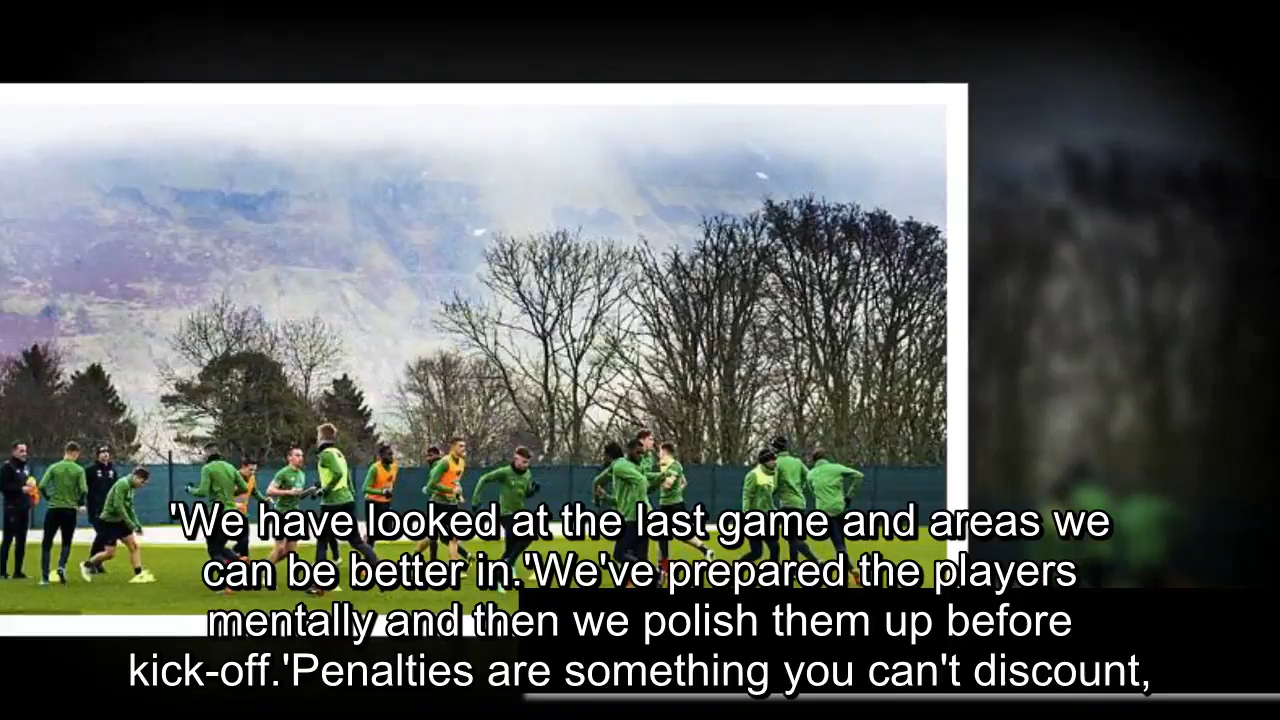 'We have looked at the last game and areas we
can be better in.'We've prepared the players
mentally and then we polish them up before
kick-off.'Penalties are something you can't discount,